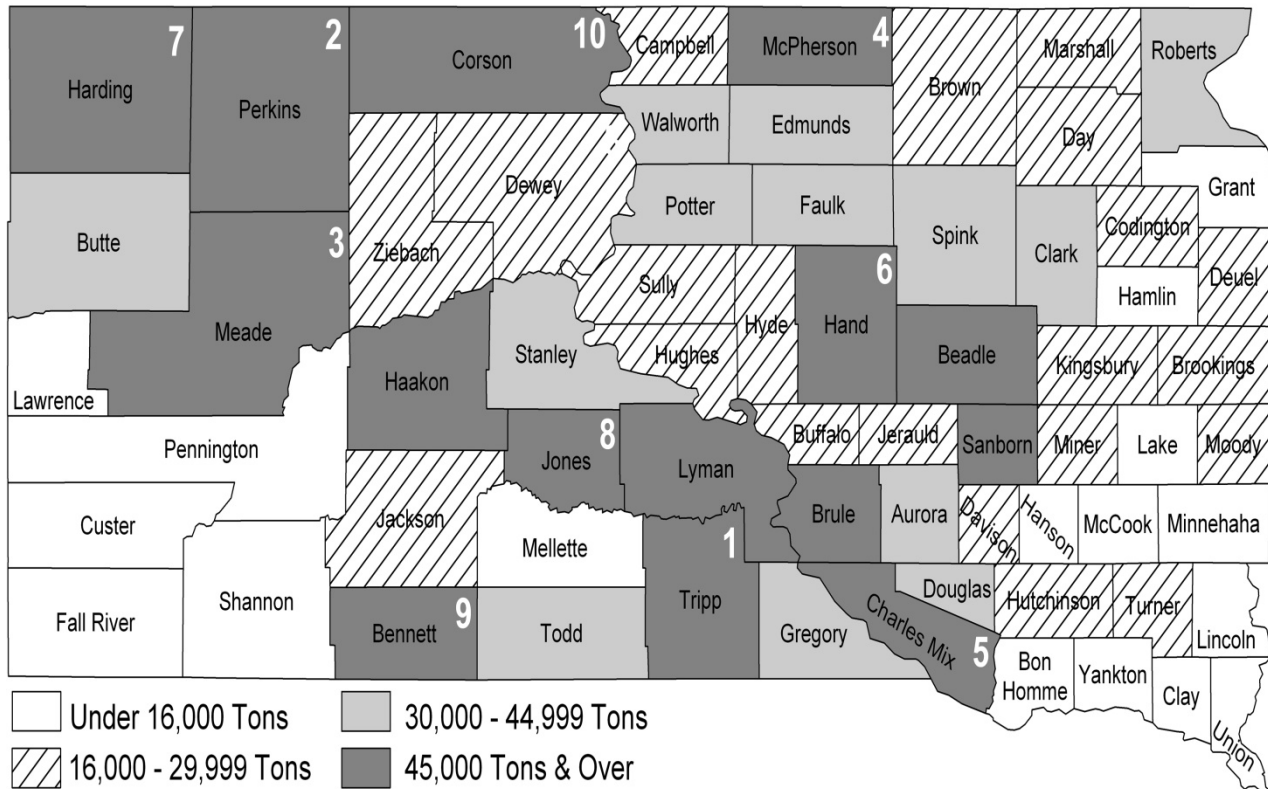 7
2
10
4
Harding
Perkins
Corson
Campbell
McPherson
Brown
Marshall
Roberts
Walworth
Edmunds
Day
Butte
3
Ziebach
Dewey
Potter
Faulk
Spink
Clark
Codington
Grant
Meade
Sully
Hyde
6
Hand
Hamlin
Deuel
Lawrence
Haakon
Stanley
Hughes
Beadle
Kingsbury
Brookings
Pennington
8
Jones
Lyman
Buffalo
Jerauld
Sanborn
Miner
Lake
Moody
Custer
Jackson
Mellette
1
Brule
Aurora
Davison
Hanson
McCook
Minnehaha
Fall River
Shannon
Bennett
9
Todd
Tripp
Gregory
Charles Mix
5
Douglas
Hutchinson
Turner
Lincoln
Bon
Homme
Yankton
Clay
Union
Under 16,000 Tons
30,000 - 44,999 Tons
16,000 - 29,999 Tons
45,000 Tons & Over